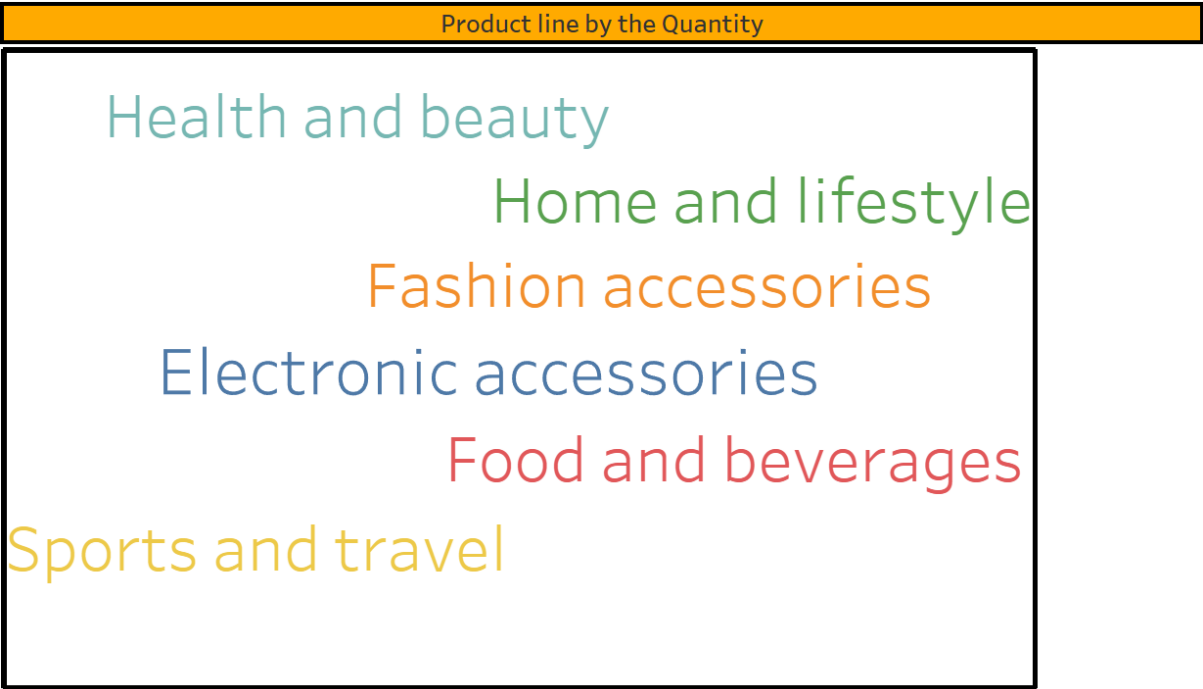 Product line by the Quantity
Health and beauty
Home and lifestyle
Fashion accessories
Electronic accessories
Food and beverages
Sports and travel